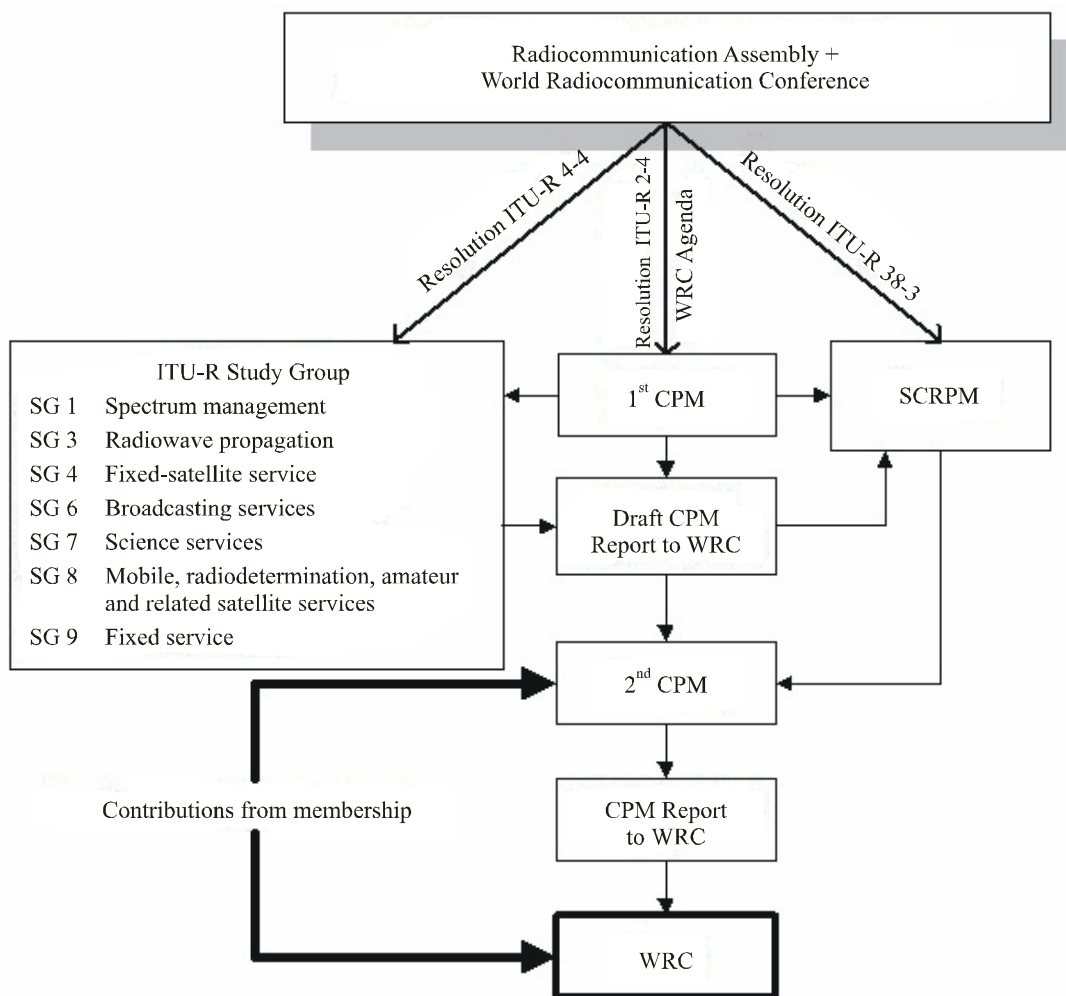 Radiocommunication Assembly +
World Radiocommunication Conference
Resolution ITU-R 4-4
Resolution ITU-R 2-4
WRC Agenda
Resolution ITU-R 38-3
ITU-R Study Group
SG 1 Spectrum management
SG 3 Radiowave propagation
SG 4 Fixed-satellite service
SG 6 Broadcasting services
SG 7 Science services
SG 8 Mobile, radiodetermination, amateur
and related satellite services
SG 9 Fixed service
1st CPM
SCRPM
Draft CPM
Report to WRC
2nd CPM
Contributions from membership
CPM Report
to WRC
WRC